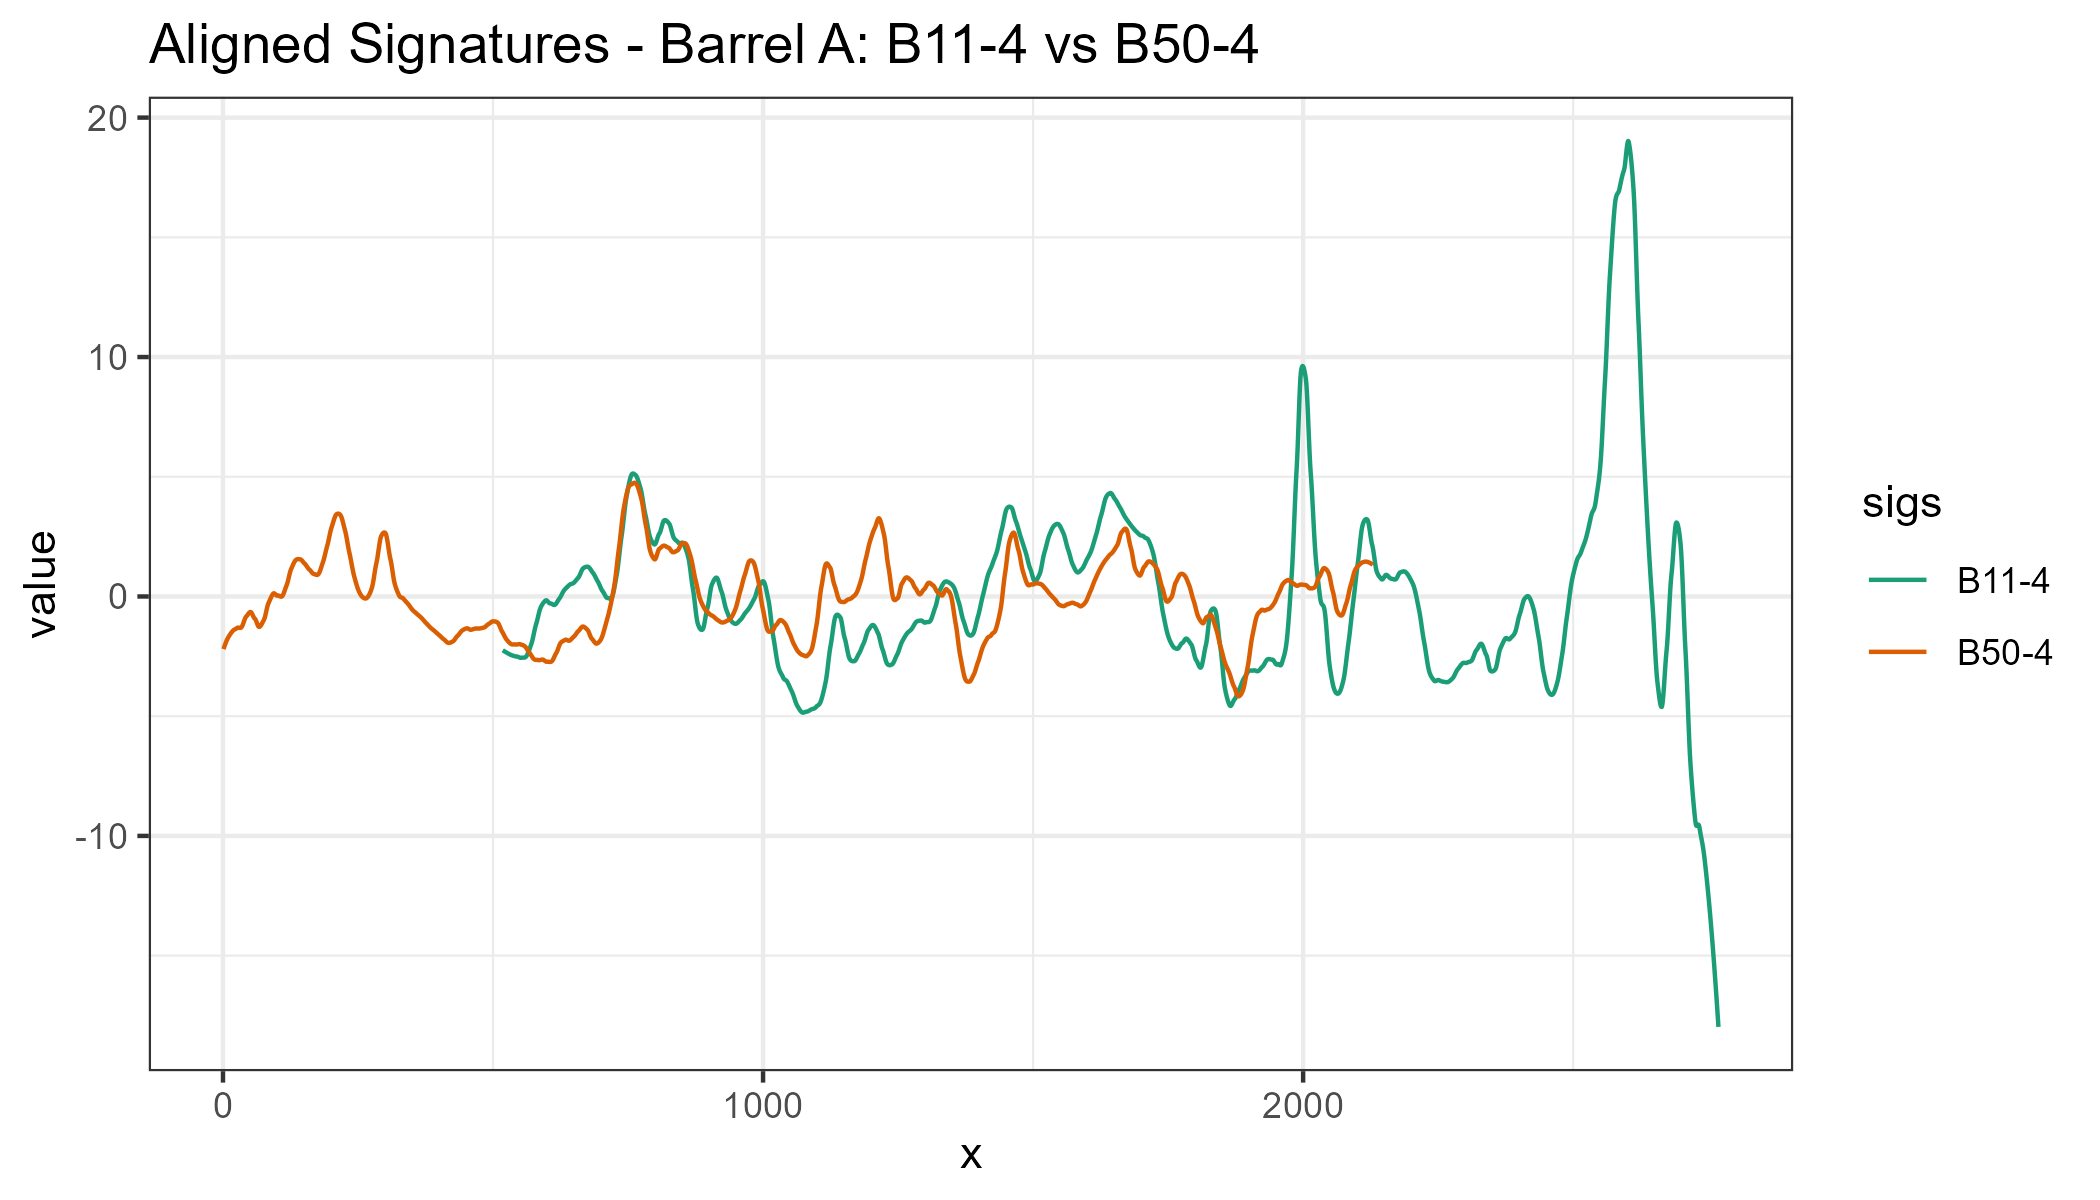 Aligned Signatures - Barrel A: B11-4 vs B50-4
20
10
0
-10
value
0
1000
2000
x
sigs
B11-4
B50-4